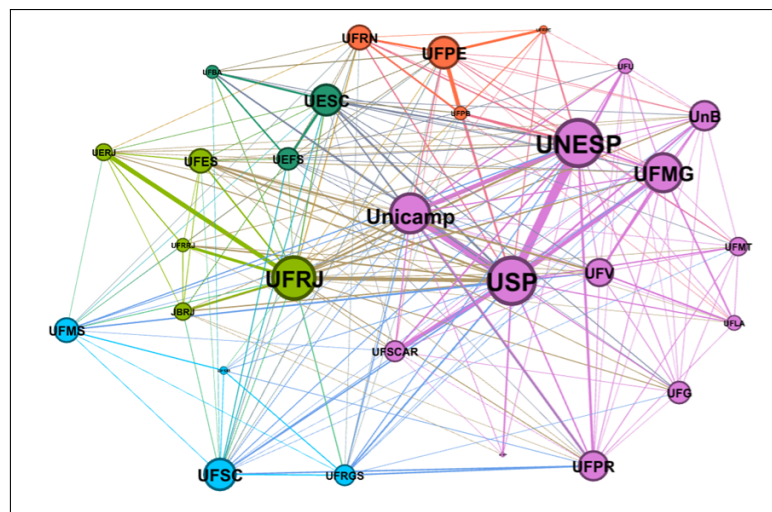 UFRN
UFPE
UFBA
UFU
UESC
UFPB
UnB
UNESP
UERJ
UFES
UEFS
UFMG
Unicamp
UFRRJ
UFMT
UFRJ
USP
UFV
JBRJ
UFMS
UFLA
UFSCAR
UFG
UFSC
UFRGS
UFPR